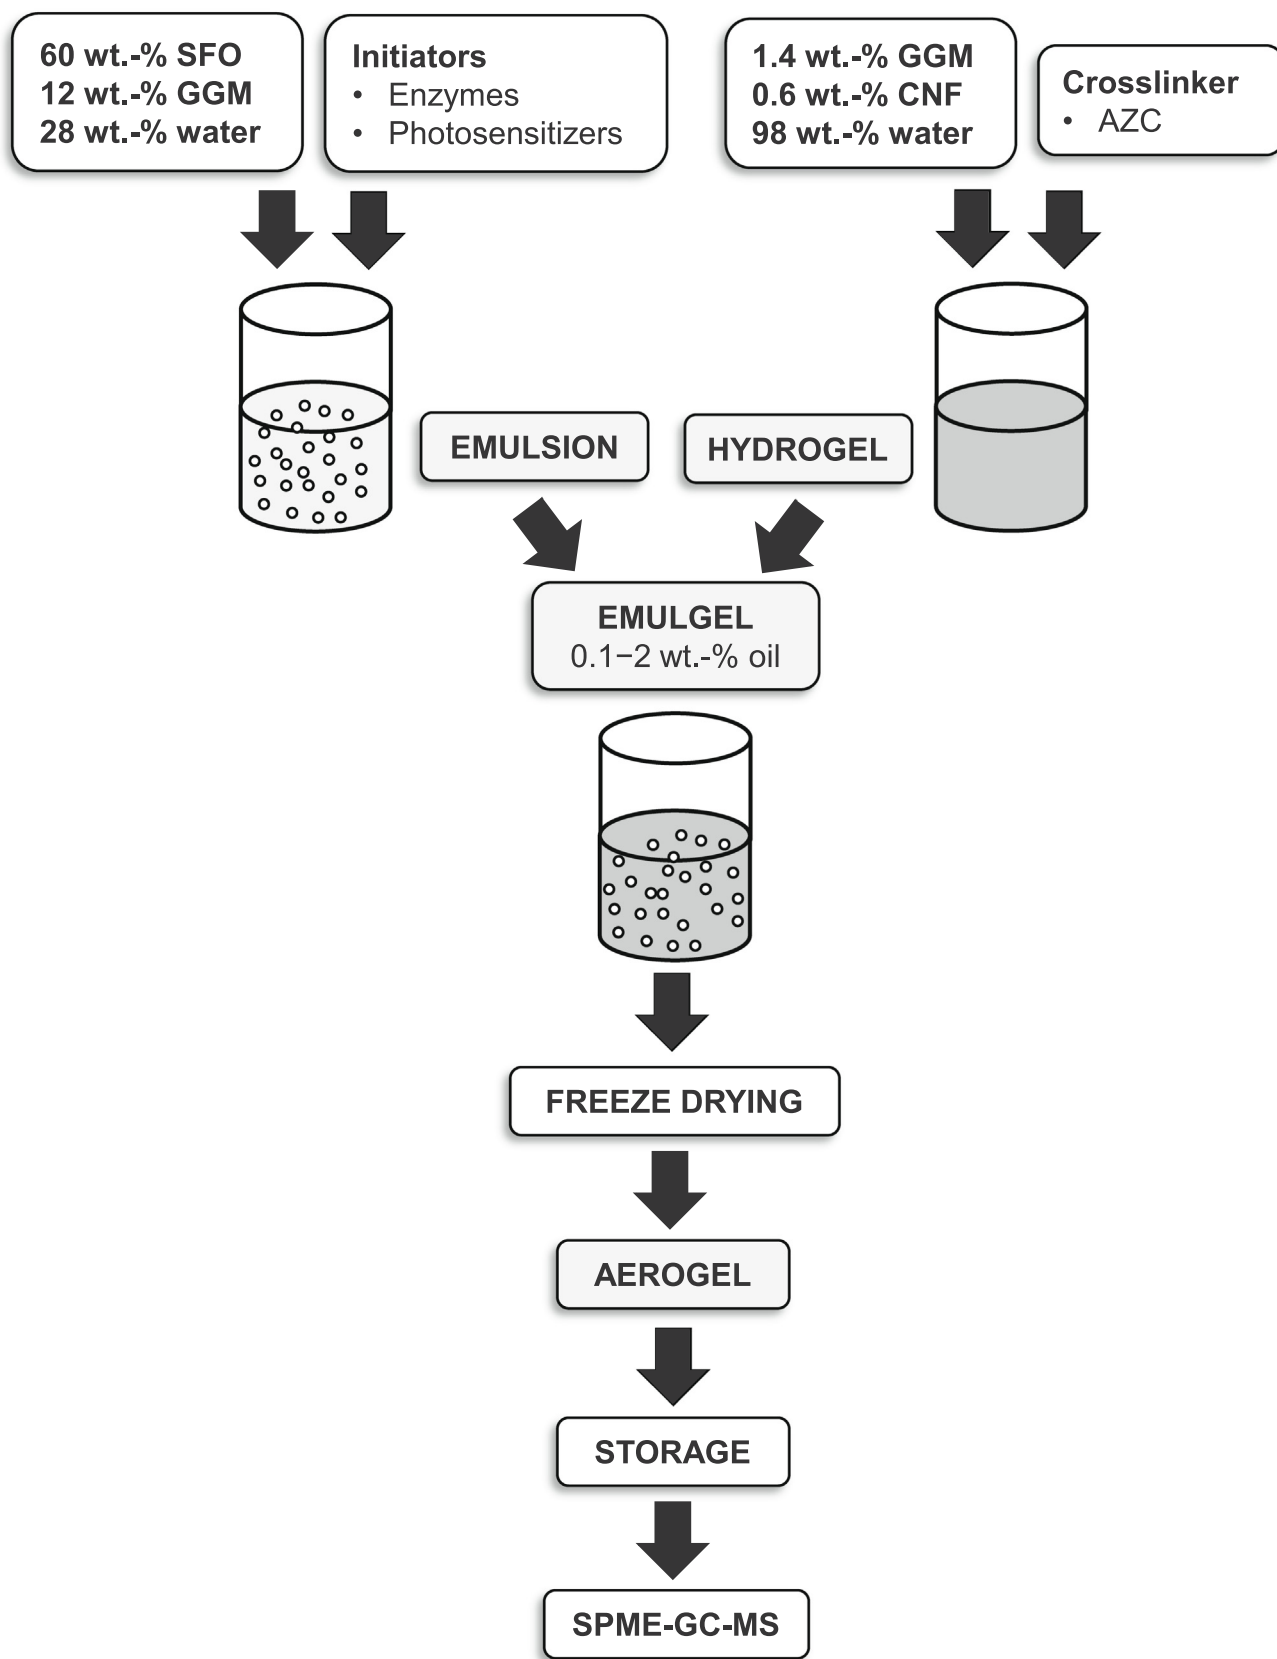 60 wt.-% SFO
12 wt.-% GGM
28 wt.-% water
Initiators
• Enzymes
• Photosensitizers
1.4 wt.-% GGM
0.6 wt.-% CNF
98 wt.-% water
Crosslinker
• AZC
EMULSION
HYDROGEL
EMULGEL
0.1–2 wt.-% oil
FREEZE DRYING
AEROGEL
STORAGE
SPME-GC-MS